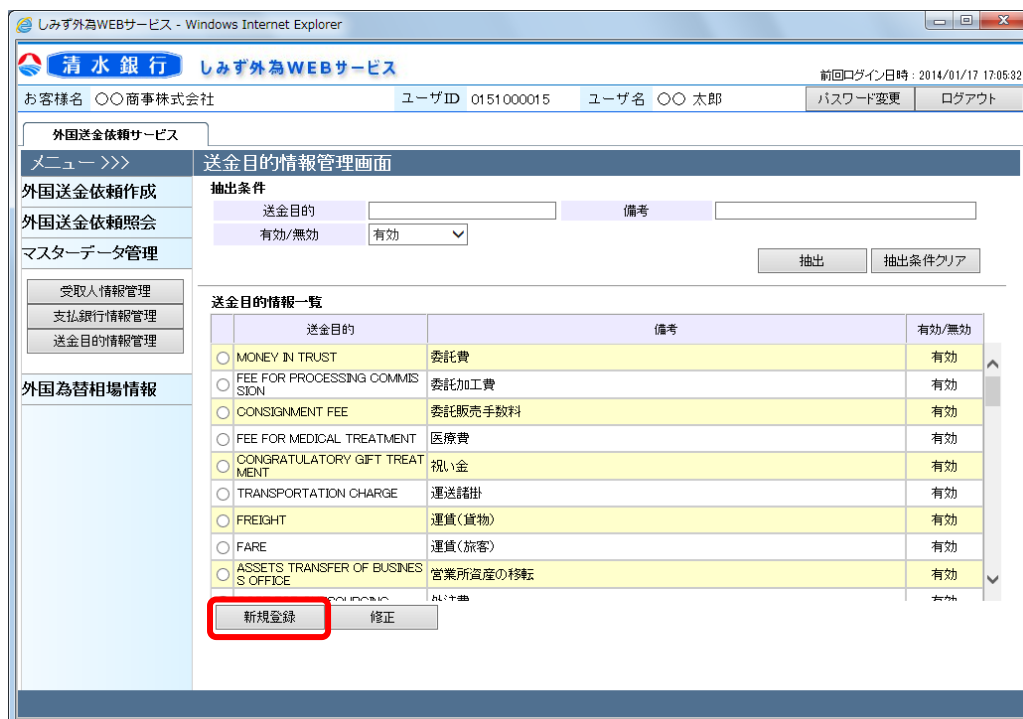 しみず外為WEBサービス - Windows Internet Explorer
清水銀行 しみず外為WEBサービス
前回ログイン日時 : 2014/01/17 17:05:32
お客様名 〇〇商事株式会社 ユーザID 0151000015 ユーザ名 〇〇 太郎 パスワード変更 ログアウト
外国送金依頼サービス
メニュー >>>
外国送金依頼作成
外国送金依頼照会
マスターデータ管理
受取人情報管理
支払銀行情報管理
送金目的情報管理
外国為替相場情報
送金目的情報管理画面
抽出条件
送金目的 備考
有効/無効 有効
抽出 抽出条件クリア
送金目的情報一覧
送金目的 備考 有効/無効
MONEY IN TRUST 委託費 有効
FEE FOR PROCESSING COMMIS
SION 委託加工費 有効
CONSIGNMENT FEE 委託販売手数料 有効
FEE FOR MEDICAL TREATMENT 医療費 有効
CONGRATULATORY GIFT TREAT
MENT 祝い金 有効
TRANSPORTATION CHARGE 運送諸掛 有効
FREIGHT 運賃(貨物) 有効
FARE 運賃(旅客) 有効
ASSETS TRANSFER OF BUSINES
S OFFICE 営業所資産の移転 有効
新規登録 修正